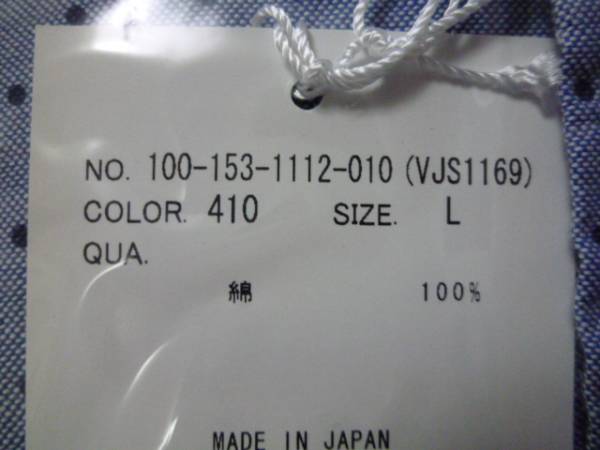 NO. 100-153-1112-010 (VJS1169)
COLOR. 410 SIZE. L
QUA.
綿 100%
MADE IN JAPAN